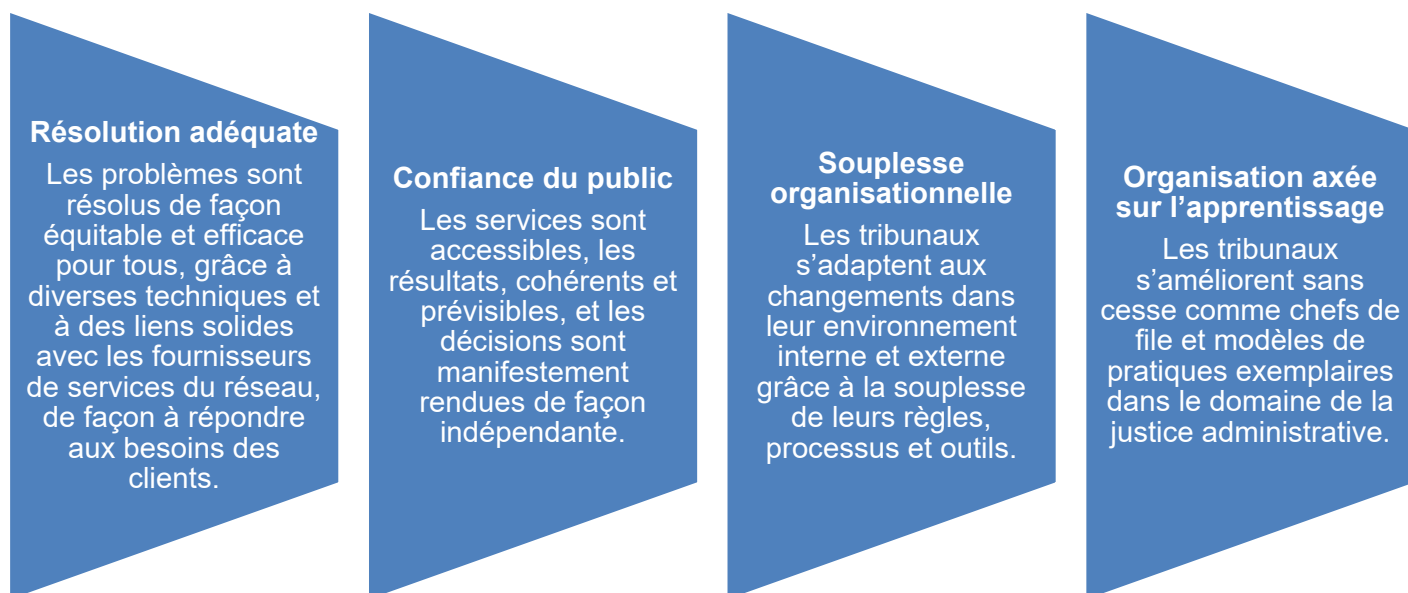 Résolution adéquate
Les problèmes sont
résolus de façon
équitable et efficace
pour tous, grâce à
diverses techniques et
à des liens solides
avec les fournisseurs
de services du réseau,
de façon à répondre
aux besoins des
clients.
Confiance du public
Les services sont
accessibles, les
résultats, cohérents et
prévisibles, et les
décisions sont
manifestement
rendues de façon
indépendante.
Souplesse
organisationnelle
Les tribunaux
s’adaptent aux
changements dans
leur environnement
interne et externe
grâce à la souplesse
de leurs règles,
processus et outils.
Organisation axée
sur l’apprentissage
Les tribunaux
s’améliorent sans
cesse comme chefs de
file et modèles de
pratiques exemplaires
dans le domaine de la
justice administrative.